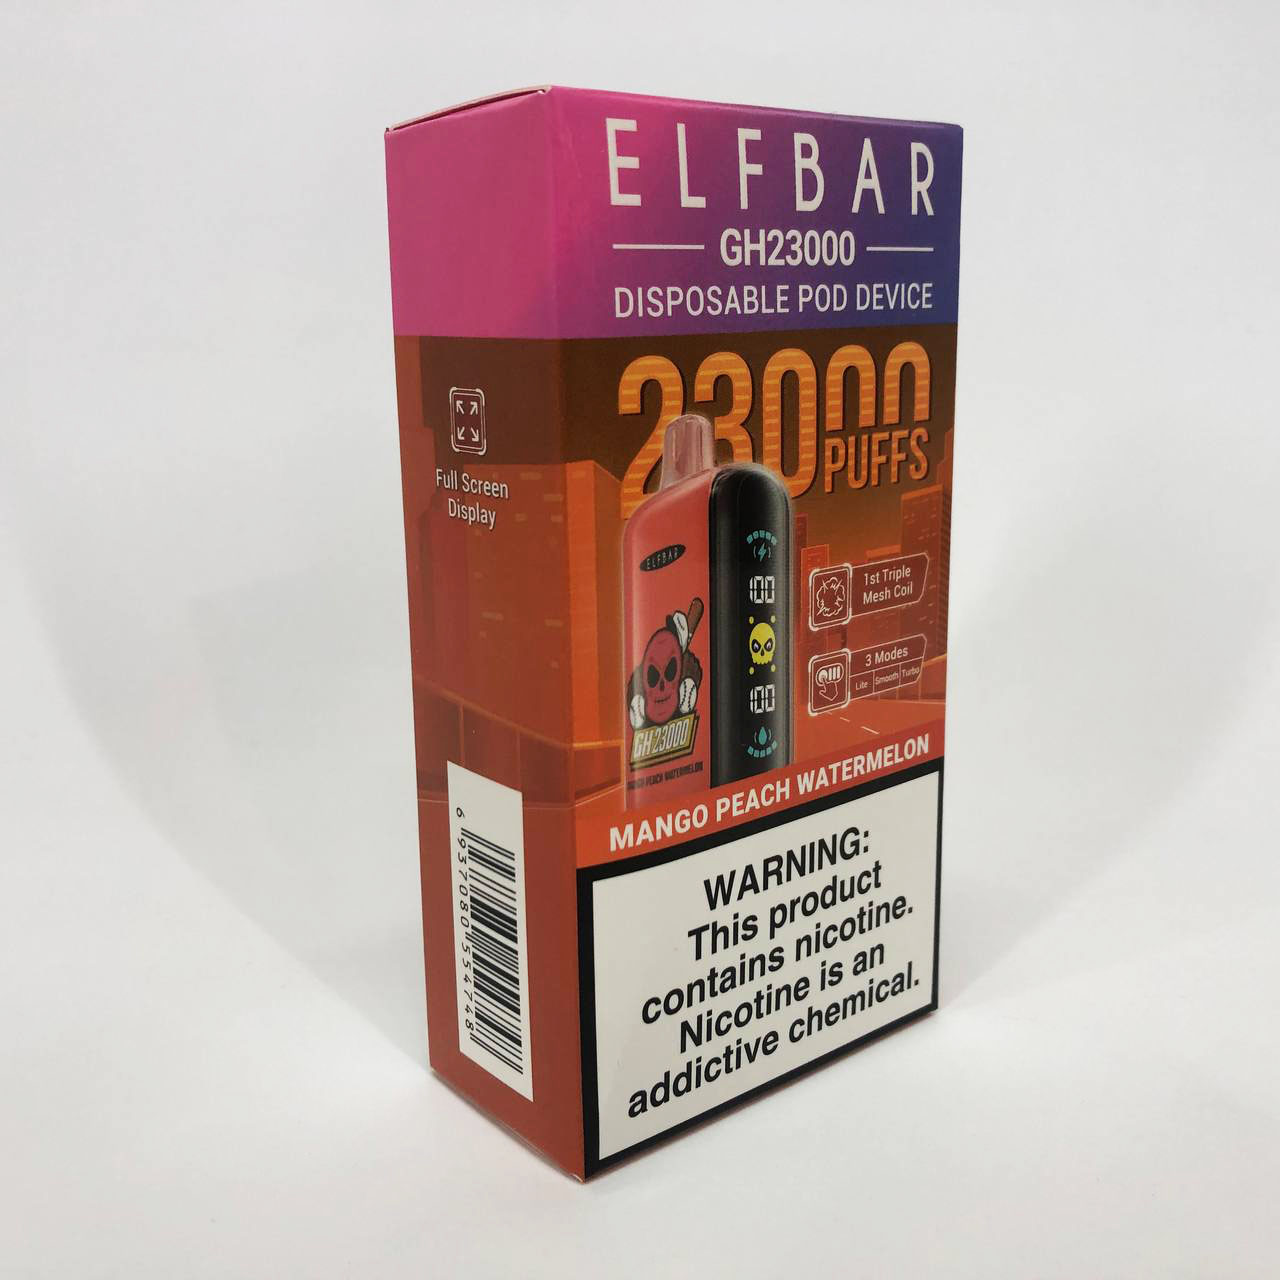 ELFBAR
GH23000
DISPOSABLE POD DEVICE
23000
PUFFS
Full Screen
Display
ELFBAR
100
100
1st Triple
Mesh Coil
3 Modes
Lite Smooth Turbo
GH23000
MANGO PEACH WATERMELON
MANGO PEACH WATERMELON
6 937080 554748
WARNING:
This product
contains nicotine.
Nicotine is an
addictive chemical.